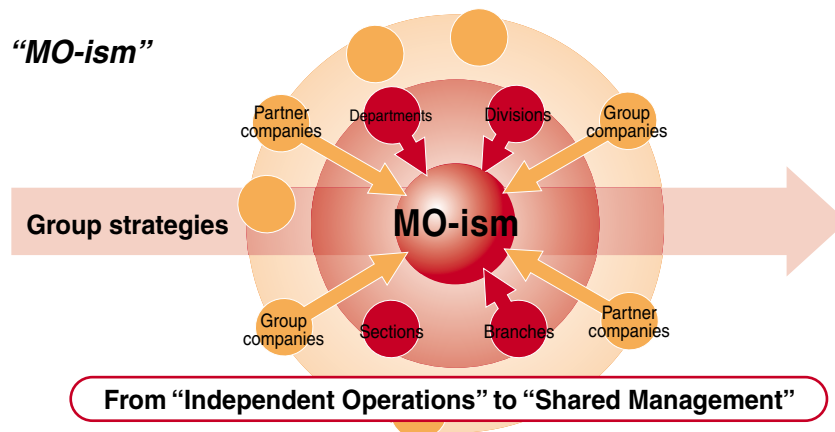 “MO-ism”
Partner
companies
Departments
Divisions
Group
companies
Group strategies
MO-ism
Group
companies
Sections
Branches
Partner
companies
From “Independent Operations” to “Shared Management”